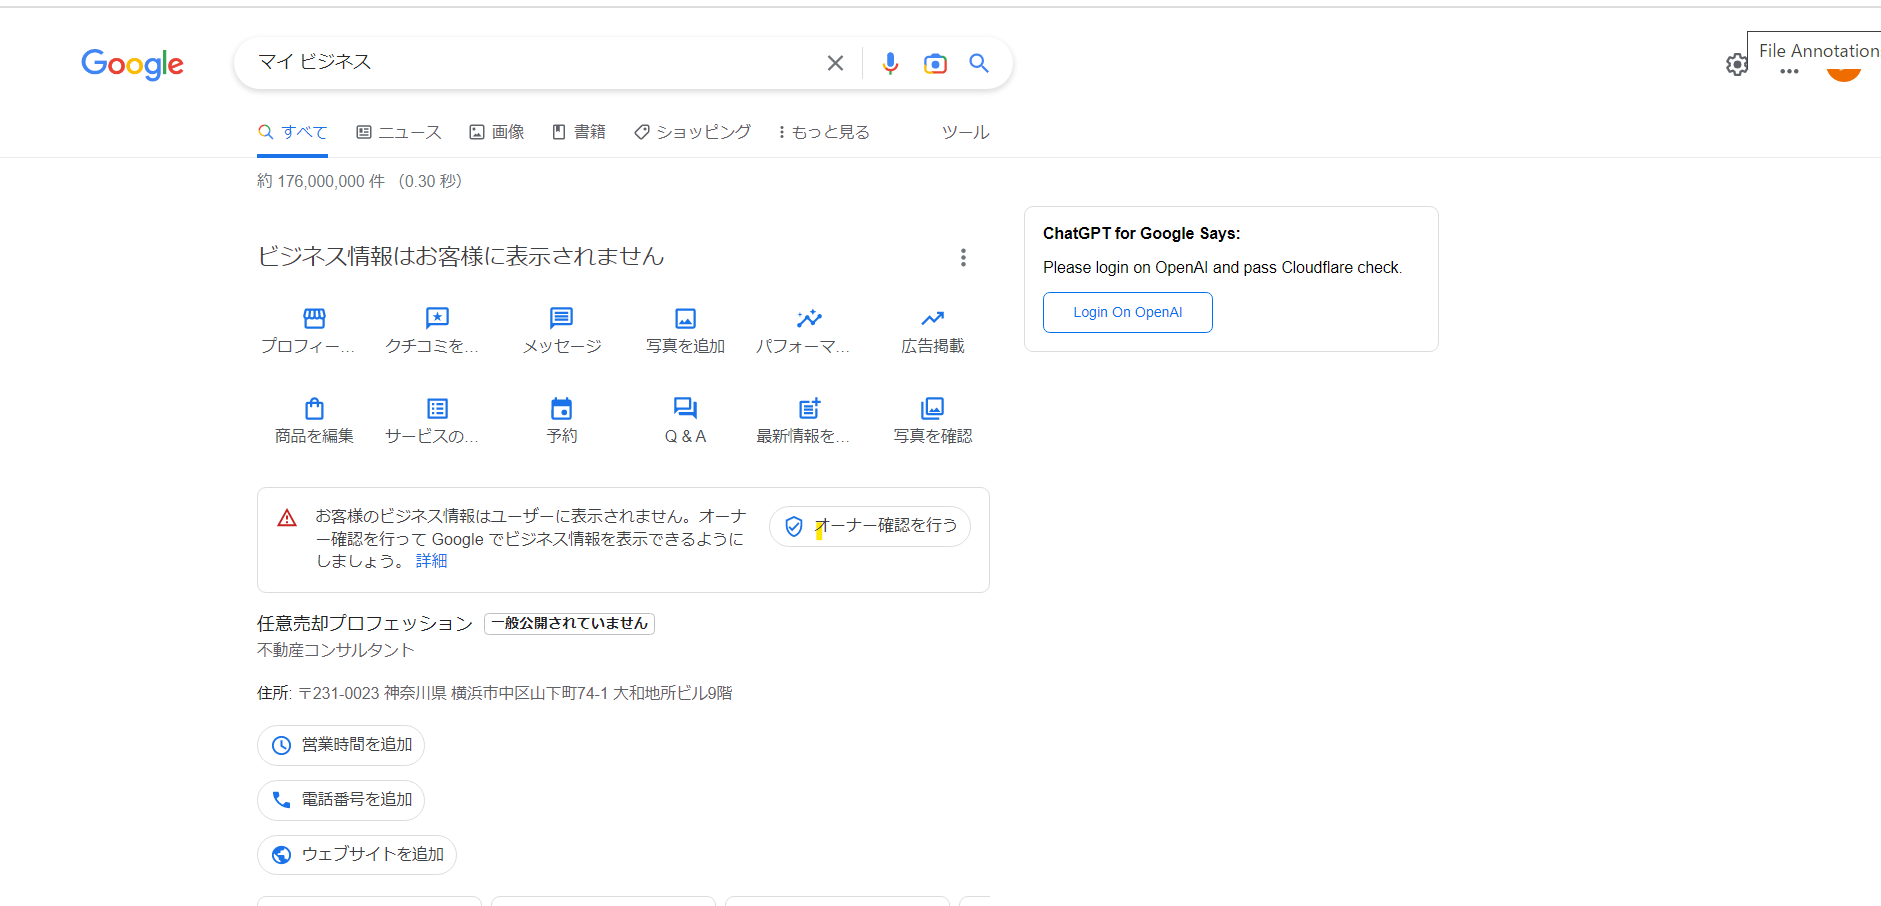 Google
マイ ビジネス
File Annotation
すべて
ニュース
画像
書籍
ショッピング
もっと見る
ツール
約 176,000,000 件 （0.30 秒）
ビジネス情報はお客様に表示されません
プロフィー...
クチコミを...
メッセージ
写真を追加
パフォーマ...
広告掲載
商品を編集
サービスの...
予約
Q & A
最新情報を...
写真を確認
お客様のビジネス情報はユーザーに表示されません。オーナ
ー確認を行って Google でビジネス情報を表示できるように
しましょう。 詳細
オーナー確認を行う
任意売却プロフェッション 一般公開されていません
不動産コンサルタント
住所: 〒231-0023 神奈川県 横浜市中区山下町74-1 大和地所ビル9階
営業時間を追加
電話番号を追加
ウェブサイトを追加
ChatGPT for Google Says:
Please login on OpenAI and pass Cloudflare check.
Login On OpenAI